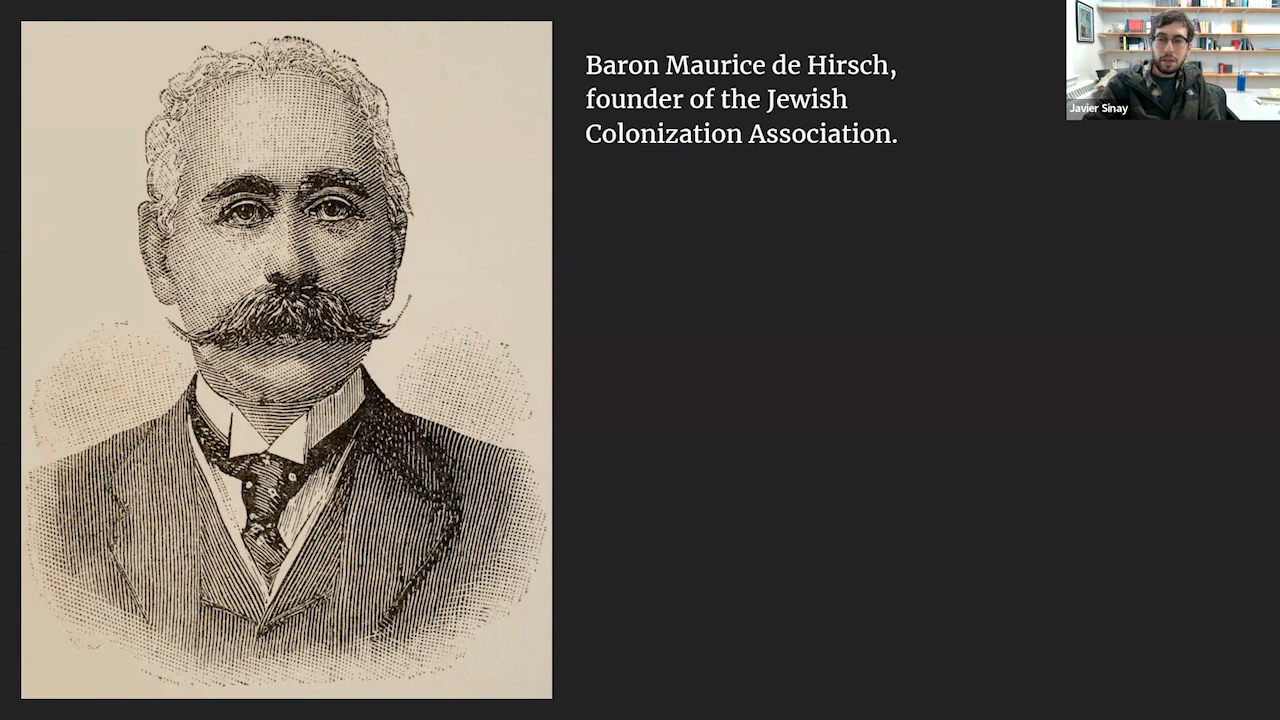 Baron Maurice de Hirsch,
founder of the Jewish
Colonization Association.
Javier Sinay